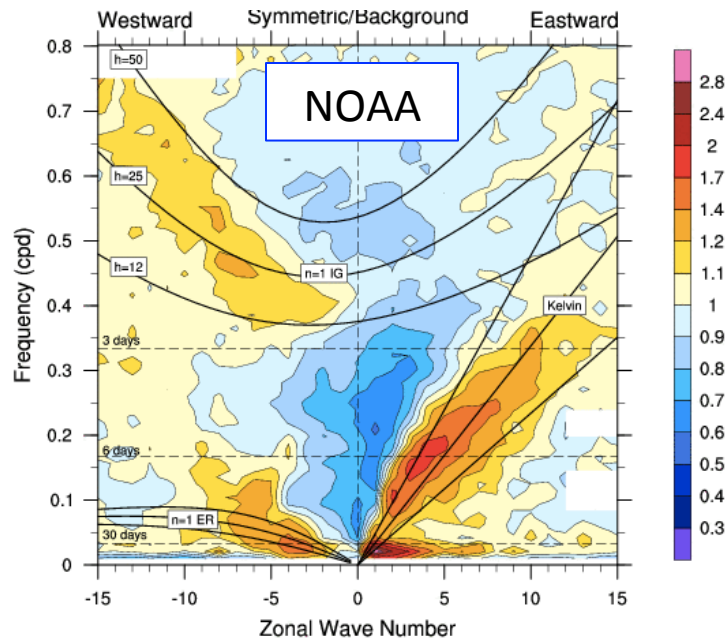 Westward Symmetric/Background Eastward
NOAA
h=50
h=25
h=12
n=1 IG
Kelvin
3 days
6 days
n=1 ER
30 days
Frequency (cpd)
0.8
0.7
0.6
0.5
0.4
0.3
0.2
0.1
0
-15 -10 -5 0 5 10 15
Zonal Wave Number
2.8
2.4
2
1.7
1.4
1.2
1.1
1
0.9
0.8
0.7
0.6
0.5
0.4
0.3